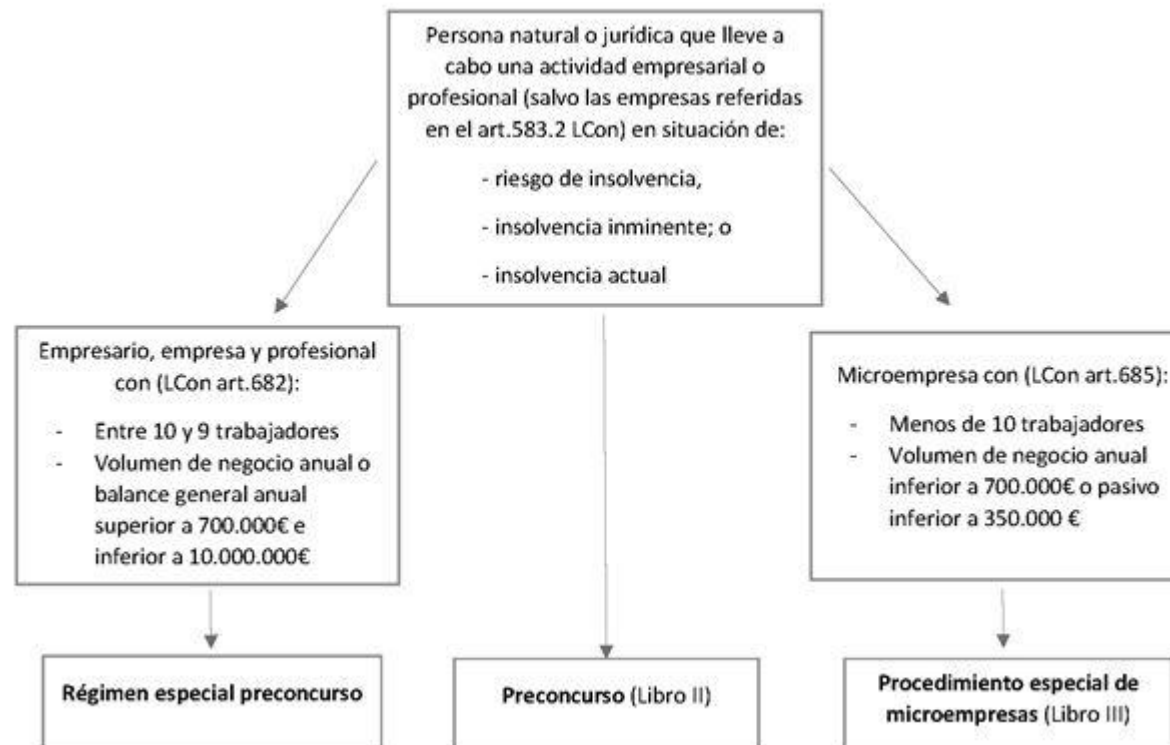 Persona natural o jurídica que lleve a
cabo una actividad empresarial o
profesional (salvo las empresas referidas
en el art.583.2 LCon) en situación de:
- riesgo de insolvencia,
- insolvencia inminente; o
- insolvencia actual
Empresario, empresa y profesional
con (LCon art.682):
- Entre 10 y 9 trabajadores
- Volumen de negocio anual o
balance general anual
superior a 700.000€ e
inferior a 10.000.000€
Microempresa con (LCon art.685):
- Menos de 10 trabajadores
- Volumen de negocio anual
inferior a 700.000€ o pasivo
inferior a 350.000 €
Régimen especial preconcurso
Preconcurso (Libro II)
Procedimiento especial de
microempresas (Libro III)